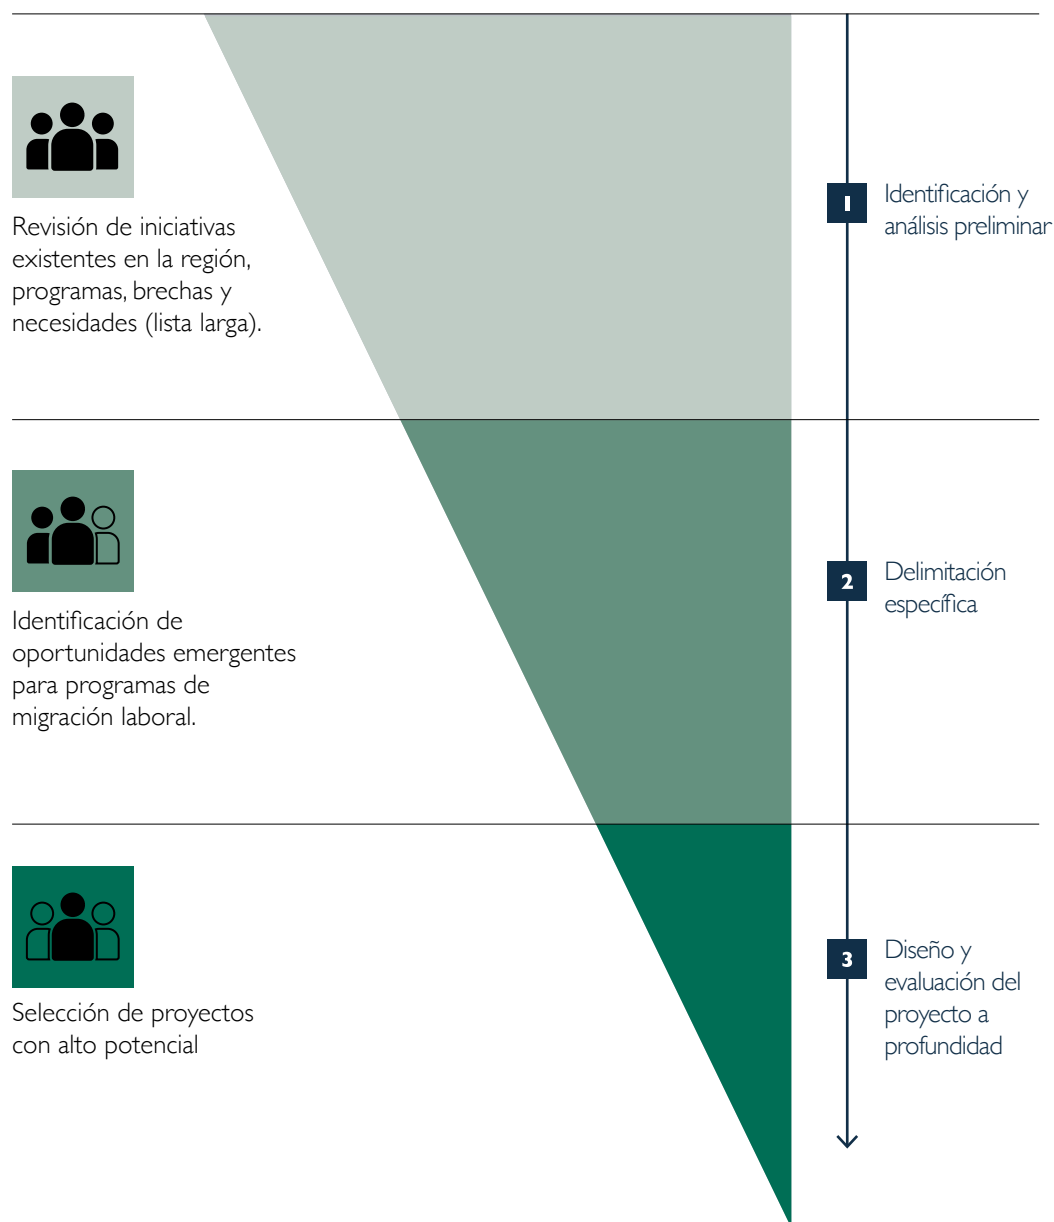 Revisión de iniciativas
existentes en la región,
programas, brechas y
necesidades (lista larga).
1
Identificación y
análisis preliminar
Identificación de
oportunidades emergentes
para programas de
migración laboral.
2
Delimitación
específica
Selección de proyectos
con alto potencial
3
Diseño y
evaluación del
proyecto a
profundidad